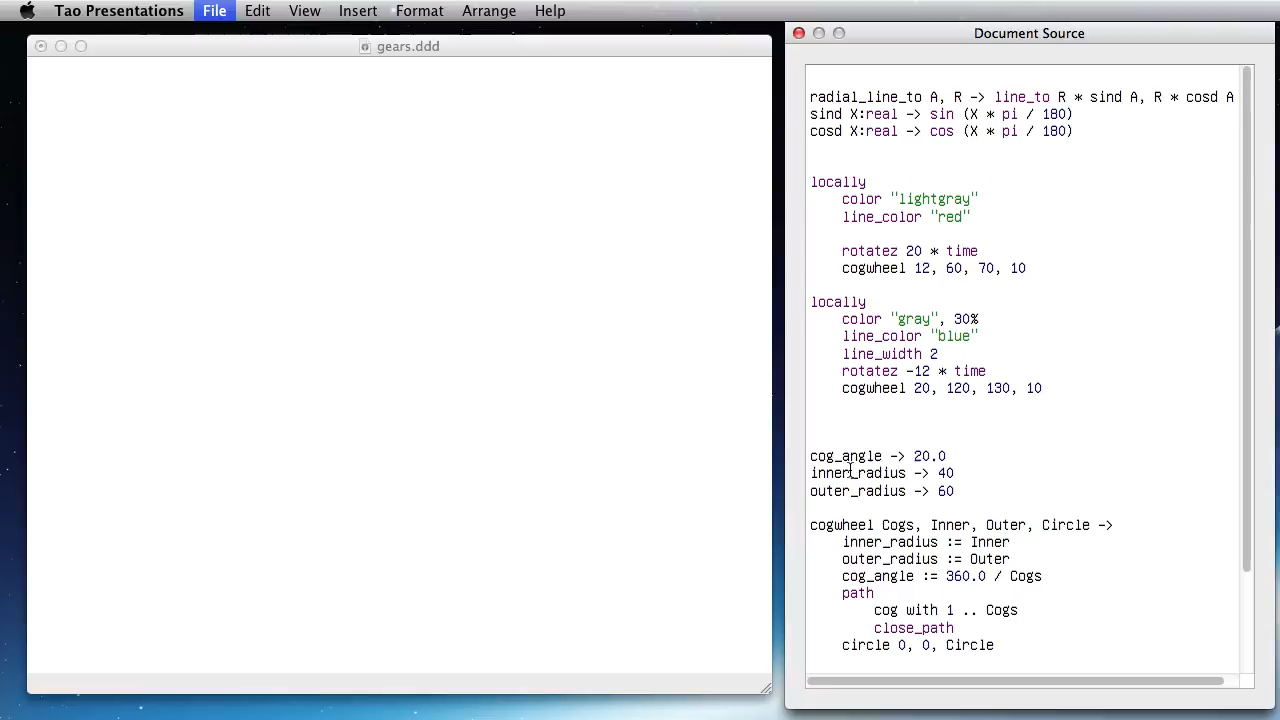 Tao Presentations File Edit View Insert Format Arrange Help
gears.ddd
Document Source
radial_line_to A, R -> line_to R * sind A, R * cosd A
sind X:real -> sin (X * pi / 180)
cosd X:real -> cos (X * pi / 180)
locally
color "lightgray"
line_color "red"
rotatez 20 * time
cogwheel 12, 60, 70, 10
locally
color "gray", 30%
line_color "blue"
line_width 2
rotatez -12 * time
cogwheel 20, 120, 130, 10
cog_angle -> 20.0
inner_radius -> 40
outer_radius -> 60
cogwheel Cogs, Inner, Outer, Circle ->
inner_radius := Inner
outer_radius := Outer
cog_angle := 360.0 / Cogs
path
cog with 1 .. Cogs
close_path
circle 0, 0, Circle